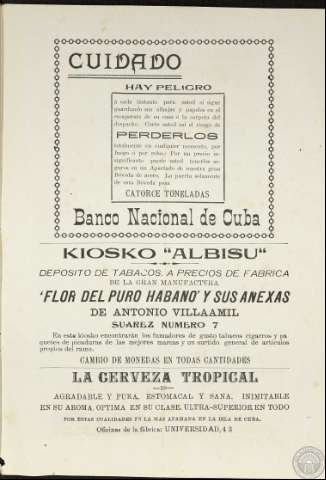 CUIDADO
HAY PELIGRO
á cada instante para usted si sigue
guardando sus alhajas y papeles en el
escaparate de su casa ó la carpeta del
despacho. Corre usted así el riesgo de
PERDERLOS
totalmente en cualquier momento, por
fuego ó por robo. Por un precio in-
significante puede usted tenerlos se-
guros en un Apartado de nuestra gran
Bóveda de acero. La puerta solamente
de esta Bóveda pesa
CATORCE TONELADAS
Banco Nacional de Cuba
KIOSKO "ALBISU"
DEPOSITO DE TABACOS, A PRECIOS DE FABRICA
DE LA GRAN MANUFACTURA
'FLOR DEL PURO HABANO' Y SUS ANEXAS
DE ANTONIO VILLAAMIL
SUAREZ NUMERO 7
En este kiosko encontrarán los fumadores de gusto tabacos cigarros y pa
quetes de picaduras de las mejores marcas y un surtido general de artículos
propios del ramo.
CAMBIO DE MONEDAS EN TODAS CANTIDADES
LA CERVEZA TROPICAL
ES
AGRADABLE Y PURA, ESTOMACAL Y SANA, INIMITABLE
EN SU AROMA, OPTIMA EN SU CLASE, ULTRA-SUPERIOR EN TODO
POR ESTAS CUALIDADES ES LA MAS AFAMADA EN LA ISLA DE CUBA.
Oficinas de la fábrica: UNIVERSIDAD, 4 3